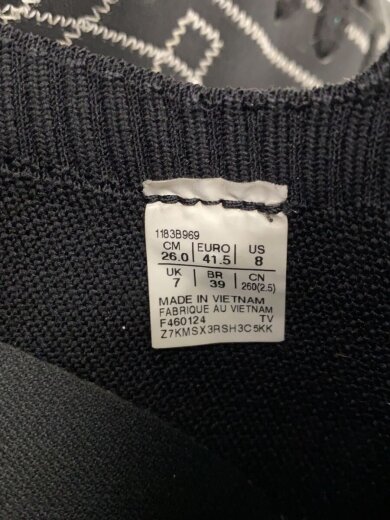 1183B969
CM EURO US
26.0 41.5 8
UK BR CN
7 39 260(2.5)
MADE IN VIETNAM
FABRIQUE AU VIETNAM
F460124 TV
Z7KMSX3RSH3C5KK